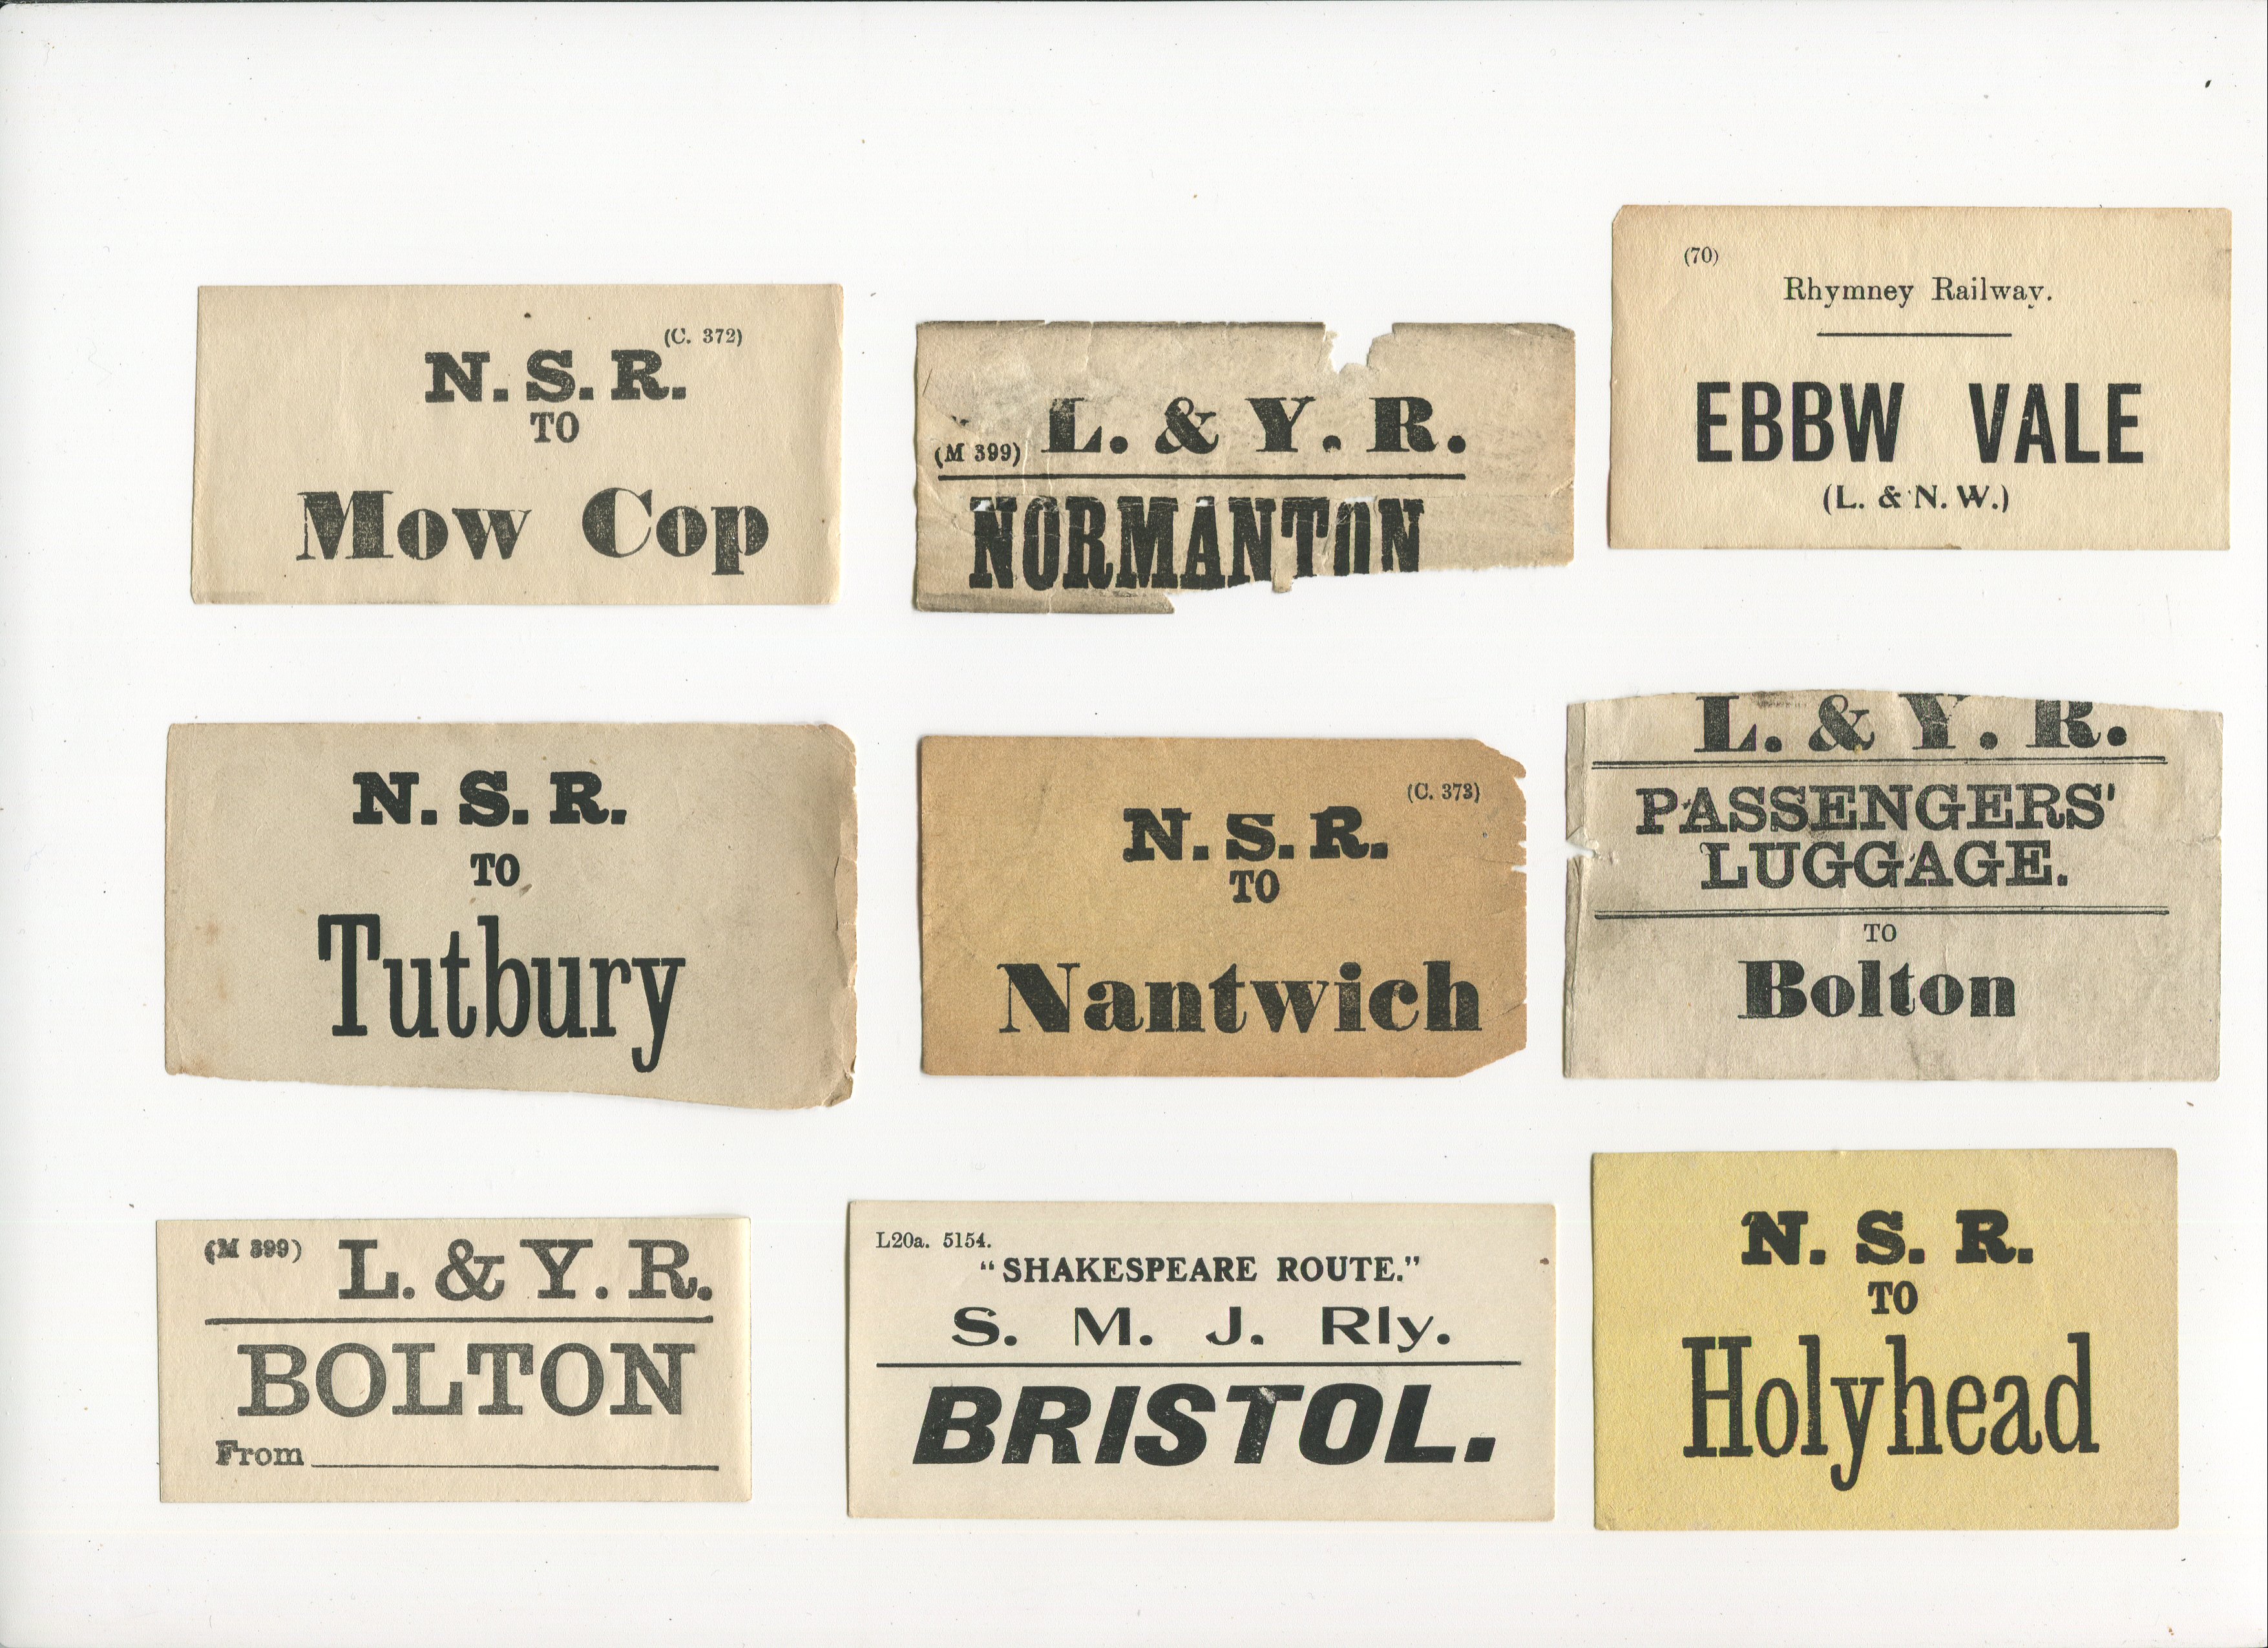 (C. 372)
N. S. R.
TO
Mow Cop
(M 399) L. & Y. R.
NORMANTON
(70)
Rhymney Railway.
EBBW VALE
(L. & N. W.)
N. S. R.
TO
Tutbury
(C. 373)
N. S. R.
TO
Nantwich
L. & Y. R.
PASSENGERS'
LUGGAGE.
TO
Bolton
(M 399) L. & Y. R.
BOLTON
From
L20a. 5154.
"SHAKESPEARE ROUTE."
S. M. J. Rly.
BRISTOL.
N. S. R.
TO
Holyhead